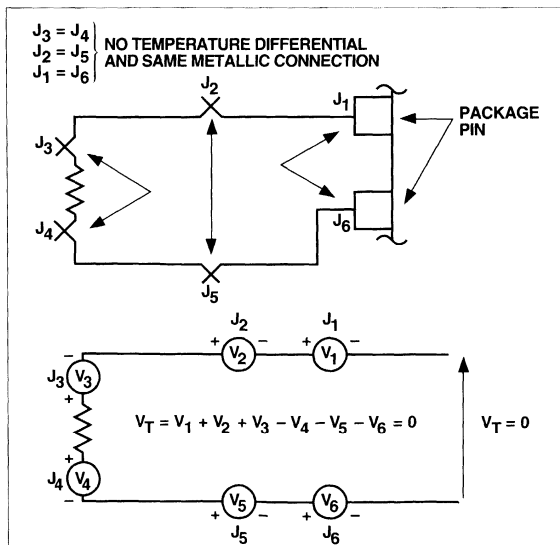 J3 = J4
J2 = J5
J1 = J6
NO TEMPERATURE DIFFERENTIAL
AND SAME METALLIC CONNECTION
J2
J1
PACKAGE
PIN
J3
J4
J6
J5
J2
J1
+ V2 −
+ V1 −
−
J3 V3
+
VT = V1 + V2 + V3 − V4 − V5 − V6 = 0
VT = 0
+
J4 V4
−
+ V5 −
+ V6 −
J5
J6